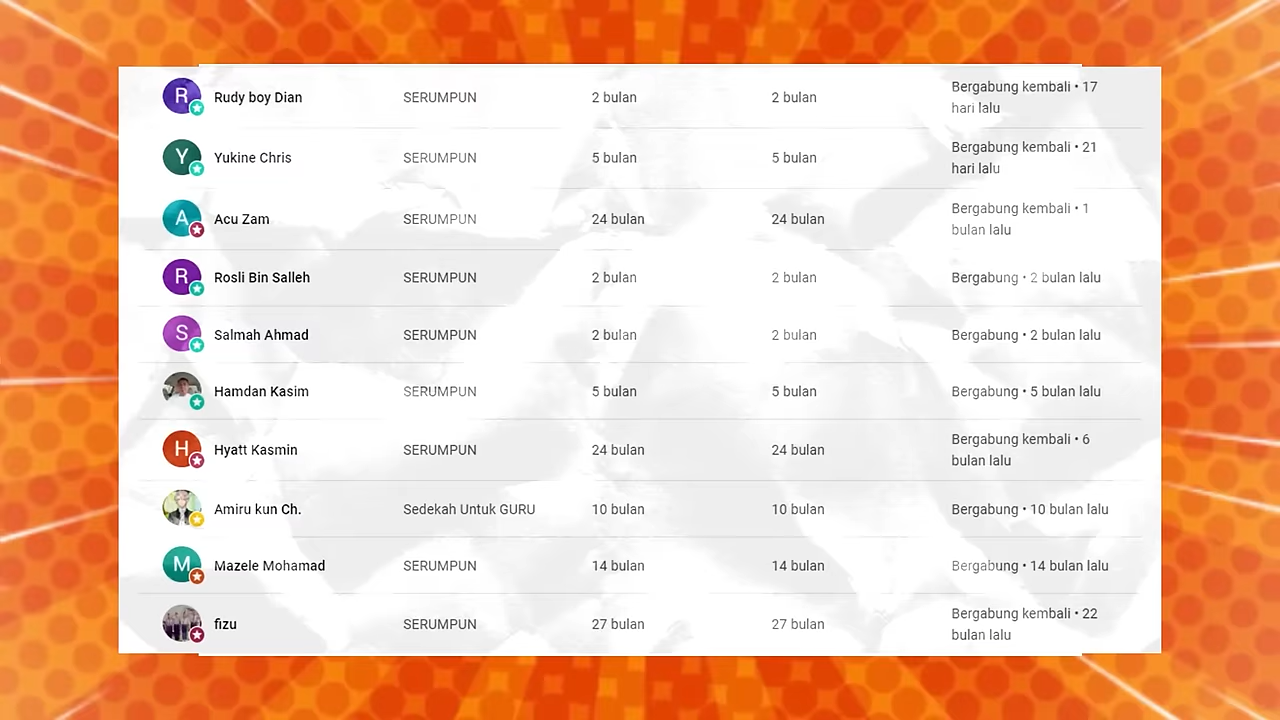 R Rudy boy Dian SERUMPUN 2 bulan 2 bulan Bergabung kembali • 17
hari lalu
Y Yukine Chris SERUMPUN 5 bulan 5 bulan Bergabung kembali • 21
hari lalu
A Acu Zam SERUMPUN 24 bulan 24 bulan Bergabung kembali • 1
bulan lalu
R Rosli Bin Salleh SERUMPUN 2 bulan 2 bulan Bergabung • 2 bulan lalu
S Salmah Ahmad SERUMPUN 2 bulan 2 bulan Bergabung • 2 bulan lalu
Hamdan Kasim SERUMPUN 5 bulan 5 bulan Bergabung • 5 bulan lalu
H Hyatt Kasmin SERUMPUN 24 bulan 24 bulan Bergabung kembali • 6
bulan lalu
Amiru kun Ch. Sedekah Untuk GURU 10 bulan 10 bulan Bergabung • 10 bulan lalu
M Mazele Mohamad SERUMPUN 14 bulan 14 bulan Bergabung • 14 bulan lalu
fizu SERUMPUN 27 bulan 27 bulan Bergabung kembali • 22
bulan lalu